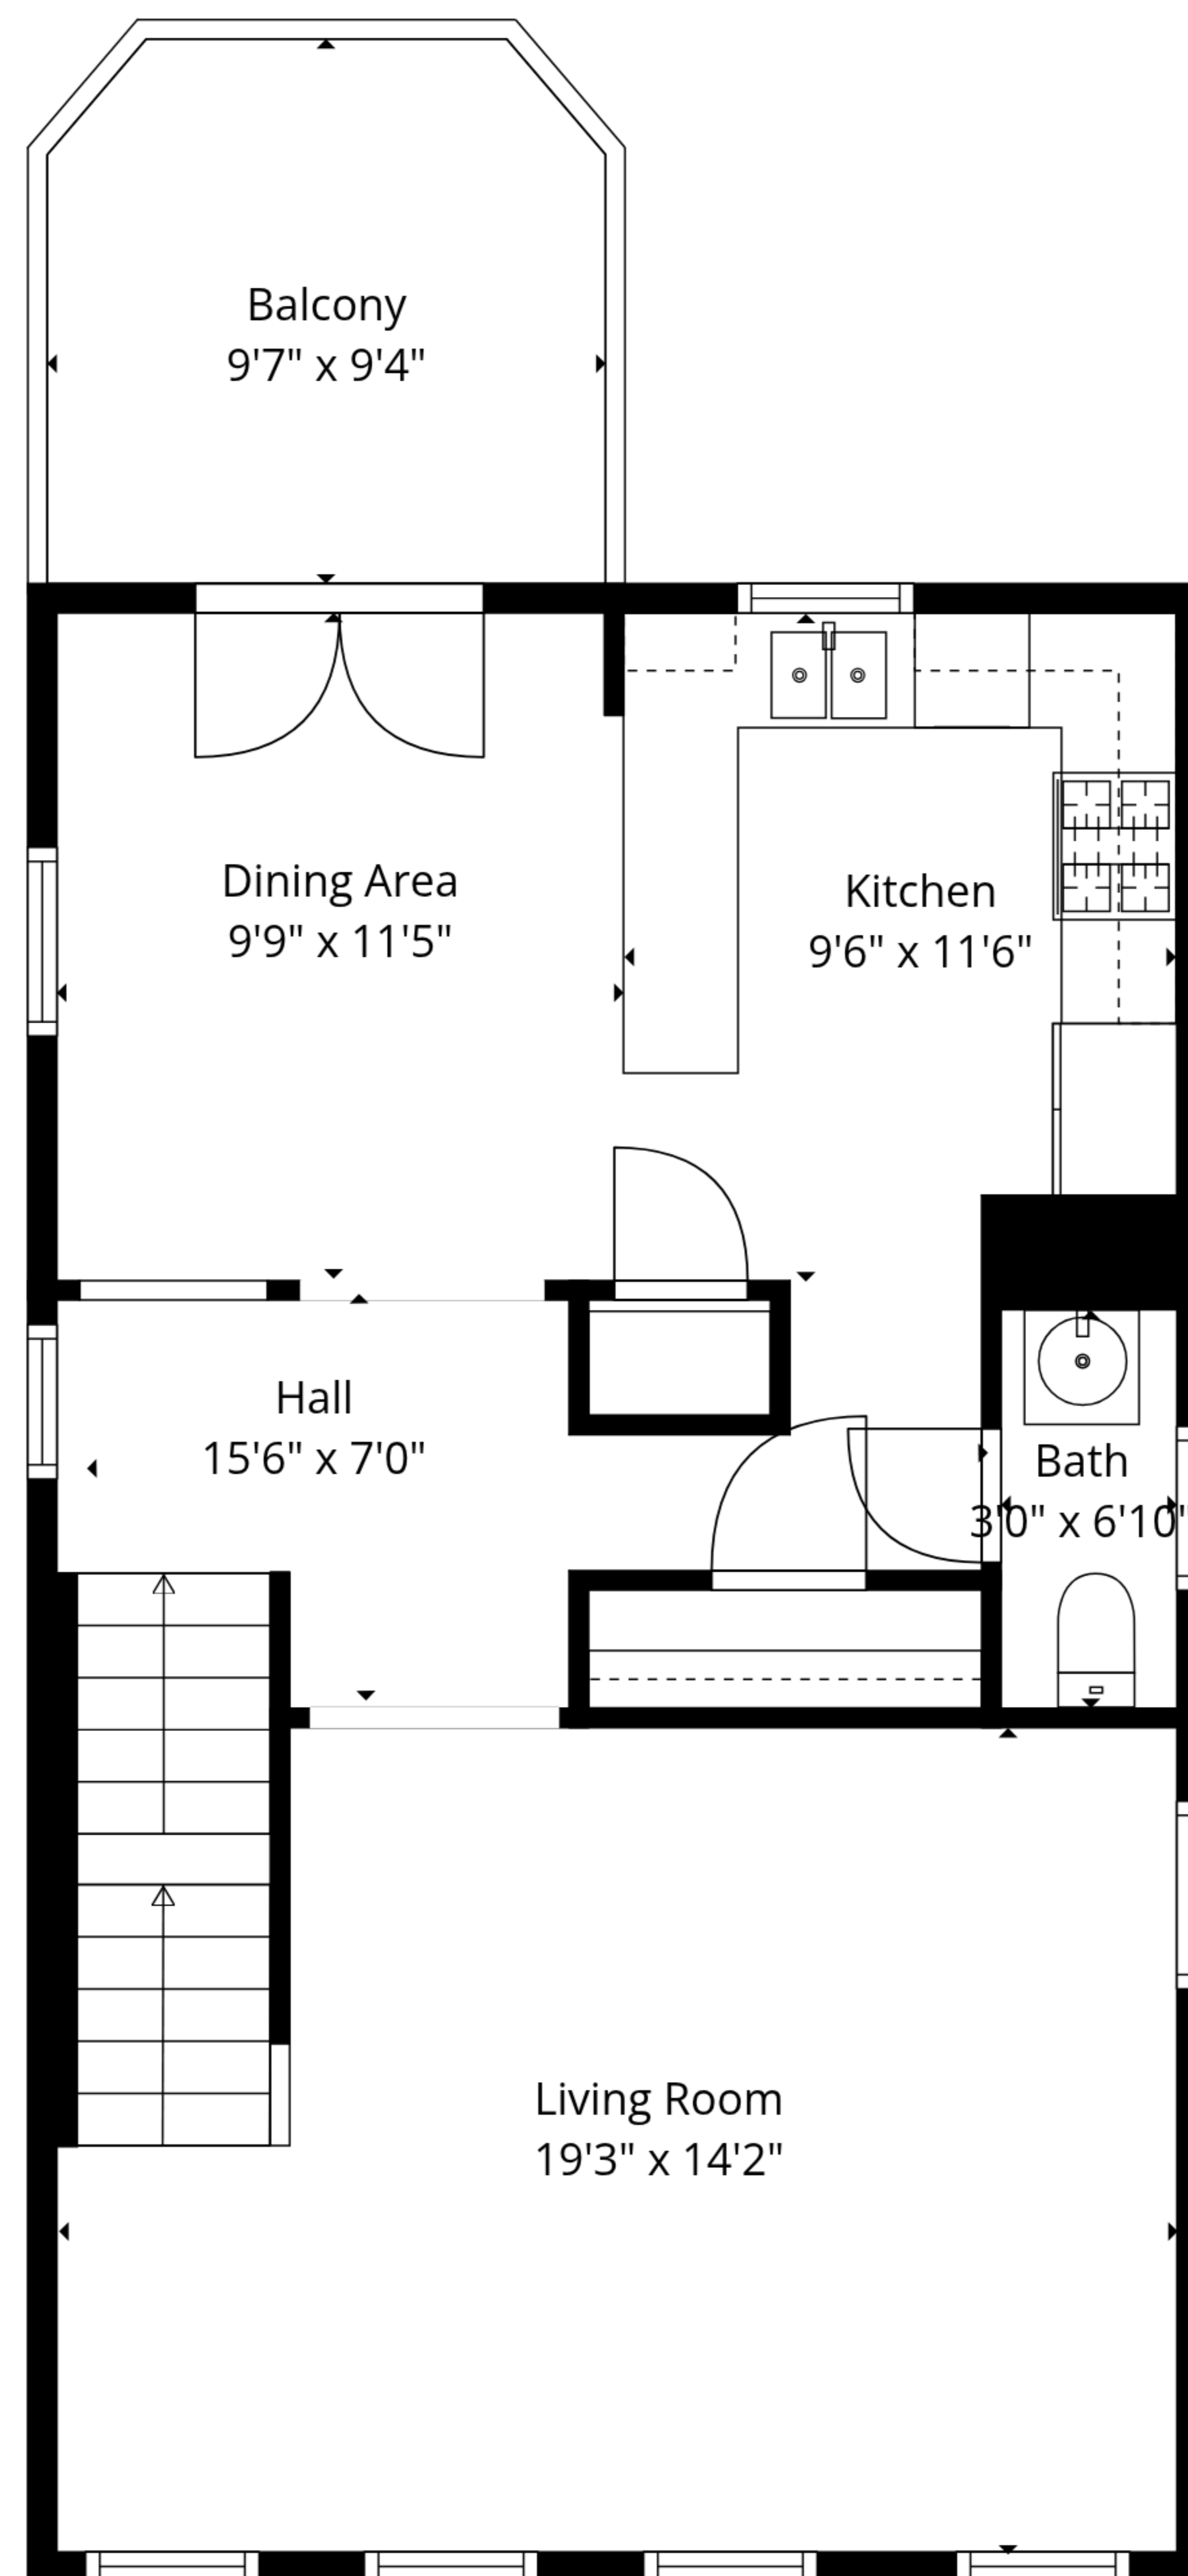 Balcony
9'7" x 9'4"
Dining Area
9'9" x 11'5"
Kitchen
9'6" x 11'6"
Hall
15'6" x 7'0"
Bath
3'0" x 6'10"
Living Room
19'3" x 14'2"